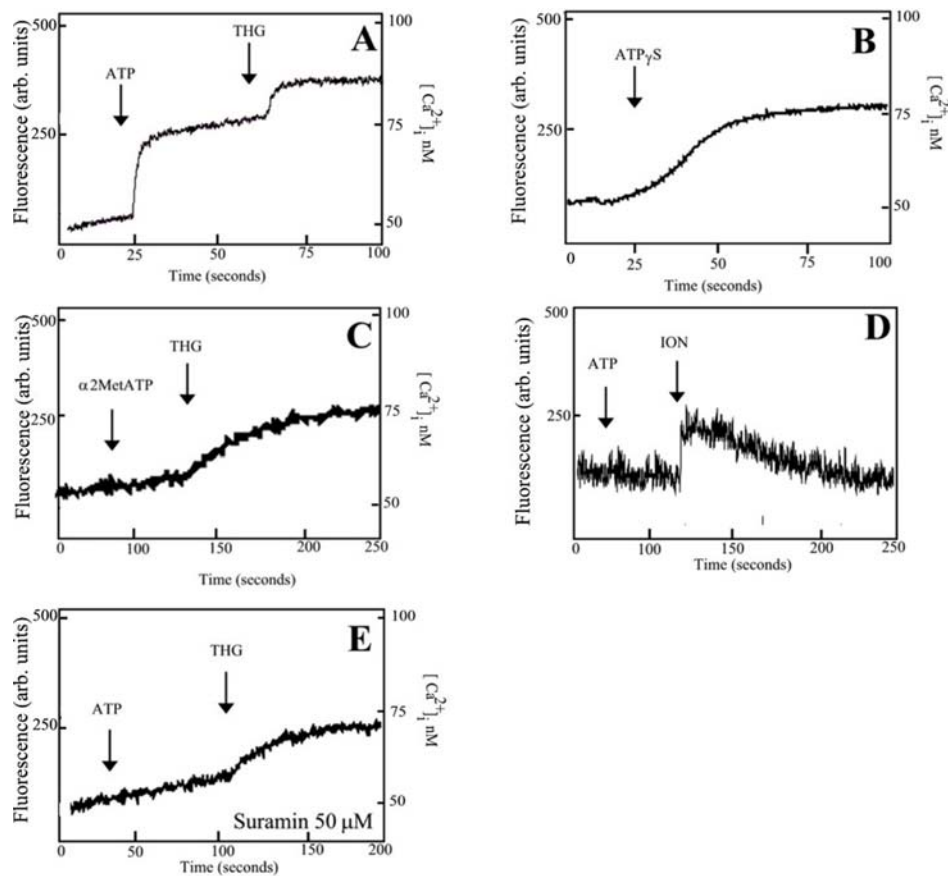 A
Fluorescence (arb. units)
500
250
ATP
THG
100
75
50
[Ca²⁺]i; nM
0 25 50 75 100
Time (seconds)
B
Fluorescence (arb. units)
500
250
ATPγS
100
75
50
[Ca²⁺]i; nM
0 25 50 75 100
Time (seconds)
C
Fluorescence (arb. units)
500
250
α2MetATP
THG
100
75
50
[Ca²⁺]i; nM
0 100 150 200 250
Time (seconds)
D
Fluorescence (arb. units)
500
250
ATP
ION
0 100 150 200 250
Time (seconds)
E
Fluorescence (arb. units)
500
250
ATP
THG
100
75
50
[Ca²⁺]i; nM
Suramin 50 μM
0 50 100 150 200
Time (seconds)